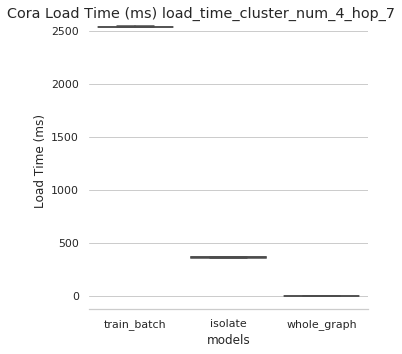 Cora Load Time (ms) load_time_cluster_num_4_hop_7
2500
2000
1500
1000
500
0
Load Time (ms)
train_batch isolate whole_graph
models